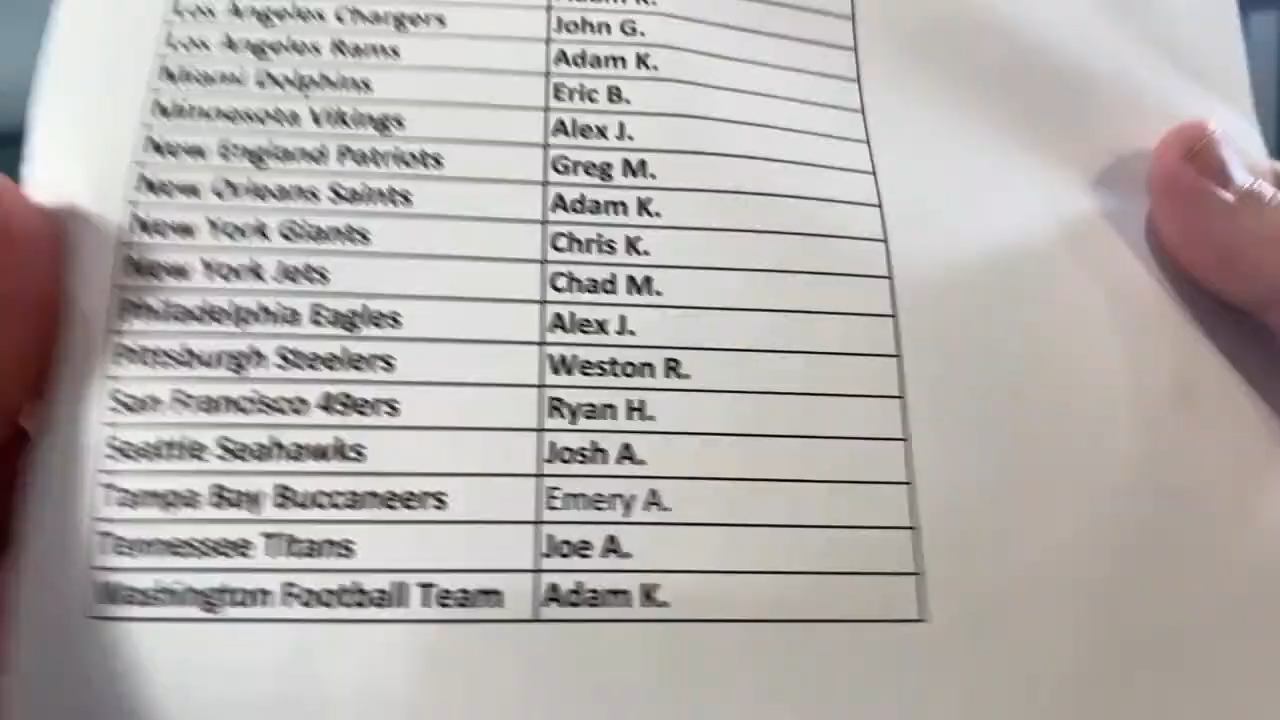 Los Angeles Chargers John G.
Los Angeles Rams Adam K.
Miami Dolphins Eric B.
Minnesota Vikings Alex J.
New England Patriots Greg M.
New Orleans Saints Adam K.
New York Giants Chris K.
New York Jets Chad M.
Philadelphia Eagles Alex J.
Pittsburgh Steelers Weston R.
San Francisco 49ers Ryan H.
Seattle Seahawks Josh A.
Tampa Bay Buccaneers Emery A.
Tennessee Titans Joe A.
Washington Football Team Adam K.